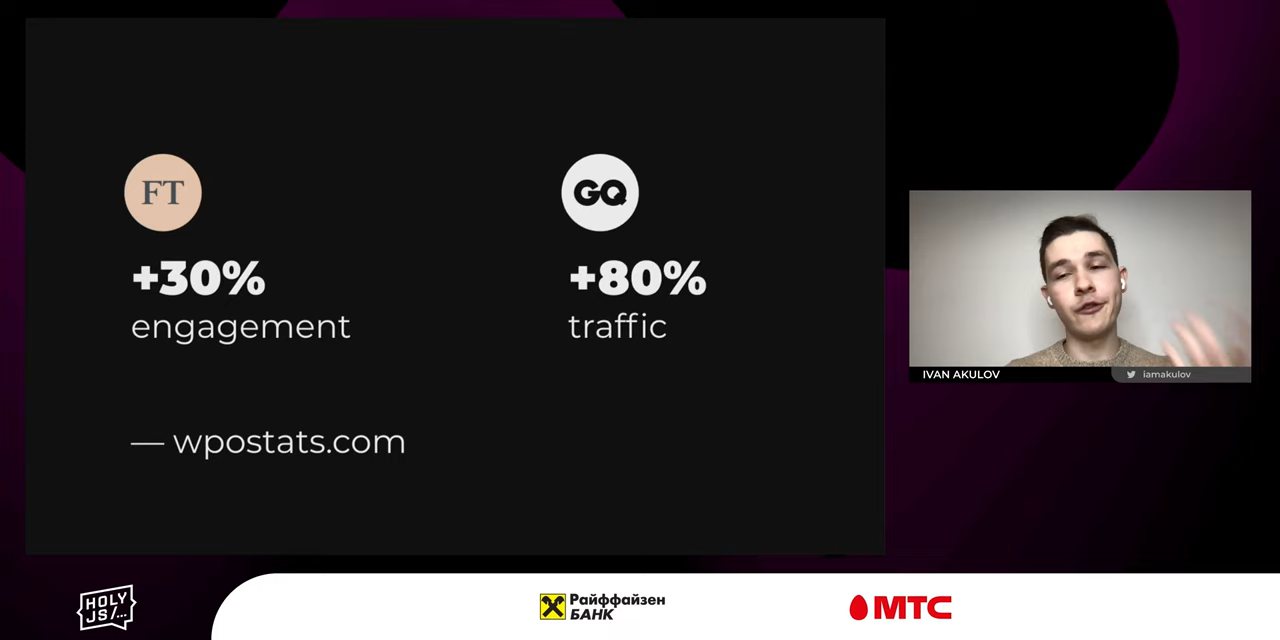 FT
GQ
+30%
+80%
engagement
traffic
— wpostats.com
IVAN AKULOV
iamakulov
HOLY
JS/...
Райффайзен
БАНК
МТС